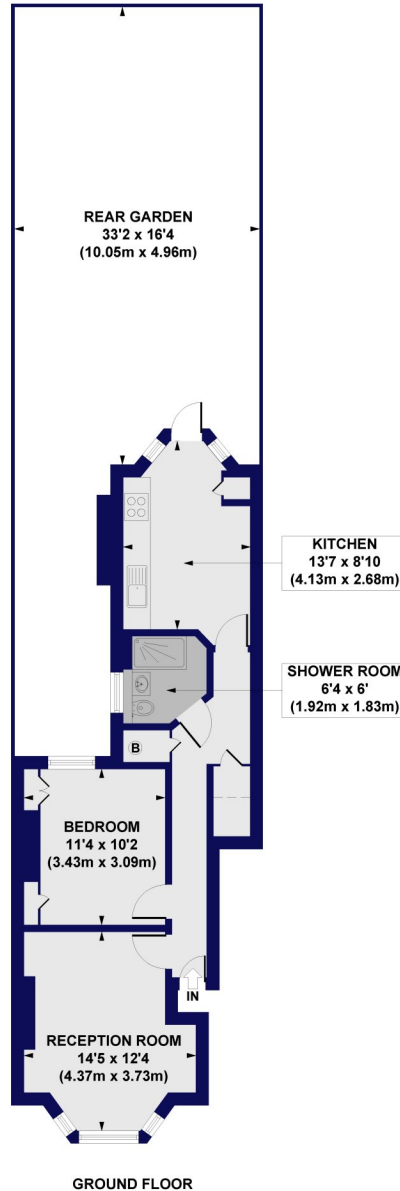 REAR GARDEN
33'2 x 16'4
(10.05m x 4.96m)
KITCHEN
13'7 x 8'10
(4.13m x 2.68m)
SHOWER ROOM
6'4 x 6'
(1.92m x 1.83m)
B
BEDROOM
11'4 x 10'2
(3.43m x 3.09m)
IN
RECEPTION ROOM
14'5 x 12'4
(4.37m x 3.73m)
GROUND FLOOR